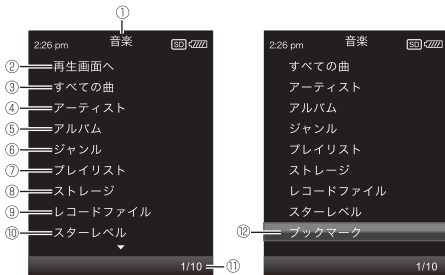 ①
2:26 pm 音楽 SD
② 再生画面へ
③ すべての曲
④ アーティスト
⑤ アルバム
⑥ ジャンル
⑦ プレイリスト
⑧ ストレージ
⑨ レコードファイル
⑩ スターレベル
1/10 ⑪
2:26 pm 音楽 SD
すべての曲
アーティスト
アルバム
ジャンル
プレイリスト
ストレージ
レコードファイル
スターレベル
⑫ ブックマーク
1/10